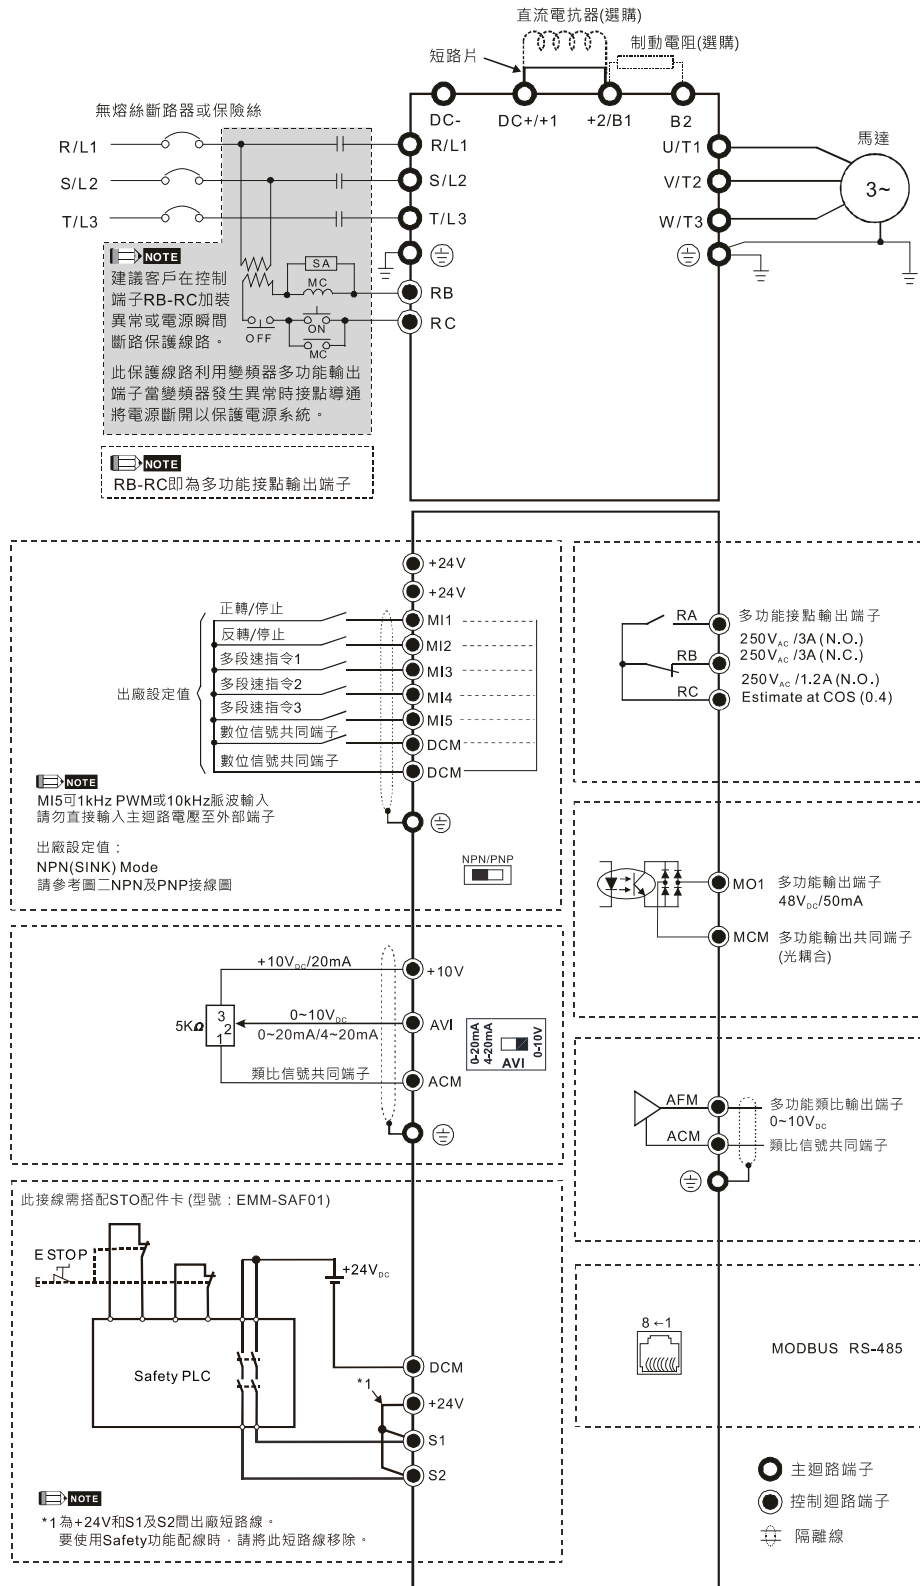 直流電抗器(選購)
短路片
制動電阻(選購)
無熔絲斷路器或保險絲
DC-
DC+/+1
+2/B1
B2
R/L1
R/L1
U/T1
馬達
S/L2
S/L2
V/T2
3~
T/L3
T/L3
W/T3
NOTE
建議客戶在控制
端子RB-RC加裝
異常或電源瞬間
斷路保護線路。
SA
MC
RB
OFF
ON
MC
RC
此保護線路利用變頻器多功能輸出
端子當變頻器發生異常時接點導通
將電源斷開以保護電源系統。
NOTE
RB-RC即為多功能接點輸出端子
+24V
+24V
出廠設定值
正轉/停止
MI1
反轉/停止
MI2
多段速指令1
MI3
多段速指令2
MI4
多段速指令3
MI5
數位信號共同端子
DCM
數位信號共同端子
DCM
NOTE
MI5可1kHz PWM或10kHz脈波輸入
請勿直接輸入主迴路電壓至外部端子
出廠設定值：
NPN(SINK) Mode
請參考圖二NPN及PNP接線圖
NPN/PNP
RA
多功能接點輸出端子
250VAC /3A (N.O.)
RB
250VAC /3A (N.C.)
250VAC /1.2A (N.O.)
RC
Estimate at COS (0.4)
MO1
多功能輸出端子
48VDC/50mA
MCM
多功能輸出共同端子
(光耦合)
+10VDC/20mA
+10V
5KΩ
3
2
1
0~10VDC
0~20mA/4~20mA
AVI
類比信號共同端子
ACM
0-20mA
4-20mA
0-10V
AVI
AFM
多功能類比輸出端子
0~10VDC
ACM
類比信號共同端子
此接線需搭配STO配件卡 (型號：EMM-SAF01)
E STOP
+24VDC
Safety PLC
DCM
*1
+24V
S1
S2
NOTE
*1為+24V和S1及S2間出廠短路線。
要使用Safety功能配線時，請將此短路線移除。
8←1
MODBUS RS-485
主迴路端子
控制迴路端子
隔離線